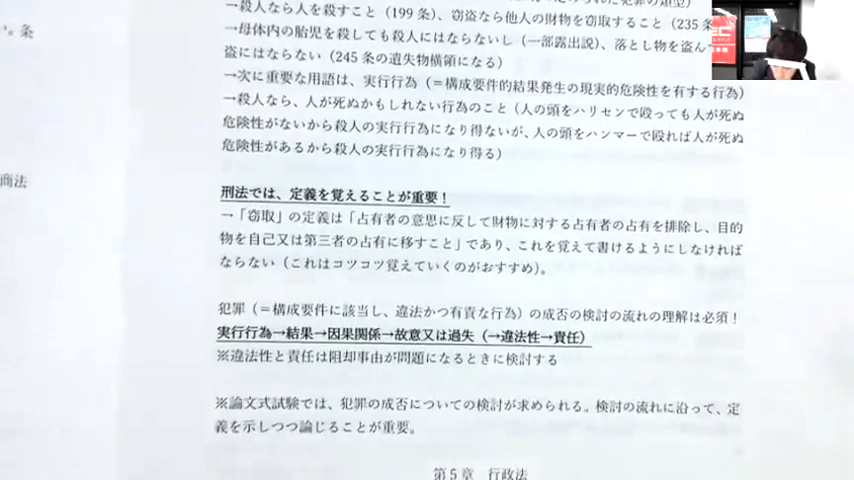 →殺人なら人を殺すこと（199 条）、窃盗なら他人の財物を窃取すること（235 条
→母体内の胎児を殺しても殺人にはならないし（一部露出説）、落とし物を盗んで
盗にはならない（245 条の遺失物横領になる）
→次に重要な用語は、実行行為（＝構成要件的結果発生の現実的危険性を有する行為）
→殺人なら、人が死ぬかもしれない行為のこと（人の頭をハリセンで殴っても人が死ぬ
危険性がないから殺人の実行行為になり得ないが、人の頭をハンマーで殴れば人が死ぬ
危険性があるから殺人の実行行為になり得る）
刑法では、定義を覚えることが重要！
→「窃取」の定義は「占有者の意思に反して財物に対する占有者の占有を排除し、目的
物を自己又は第三者の占有に移すこと」であり、これを覚えて書けるようにしなければ
ならない（これはコツコツ覚えていくのがおすすめ）。
犯罪（＝構成要件に該当し、違法かつ有責な行為）の成否の検討の流れの理解は必須！
実行行為→結果→因果関係→故意又は過失（→違法性→責任）
※違法性と責任は阻却事由が問題になるときに検討する
※論文式試験では、犯罪の成否についての検討が求められる。検討の流れに沿って、定
義を示しつつ論じることが重要。
第５章　行政法
条
商法